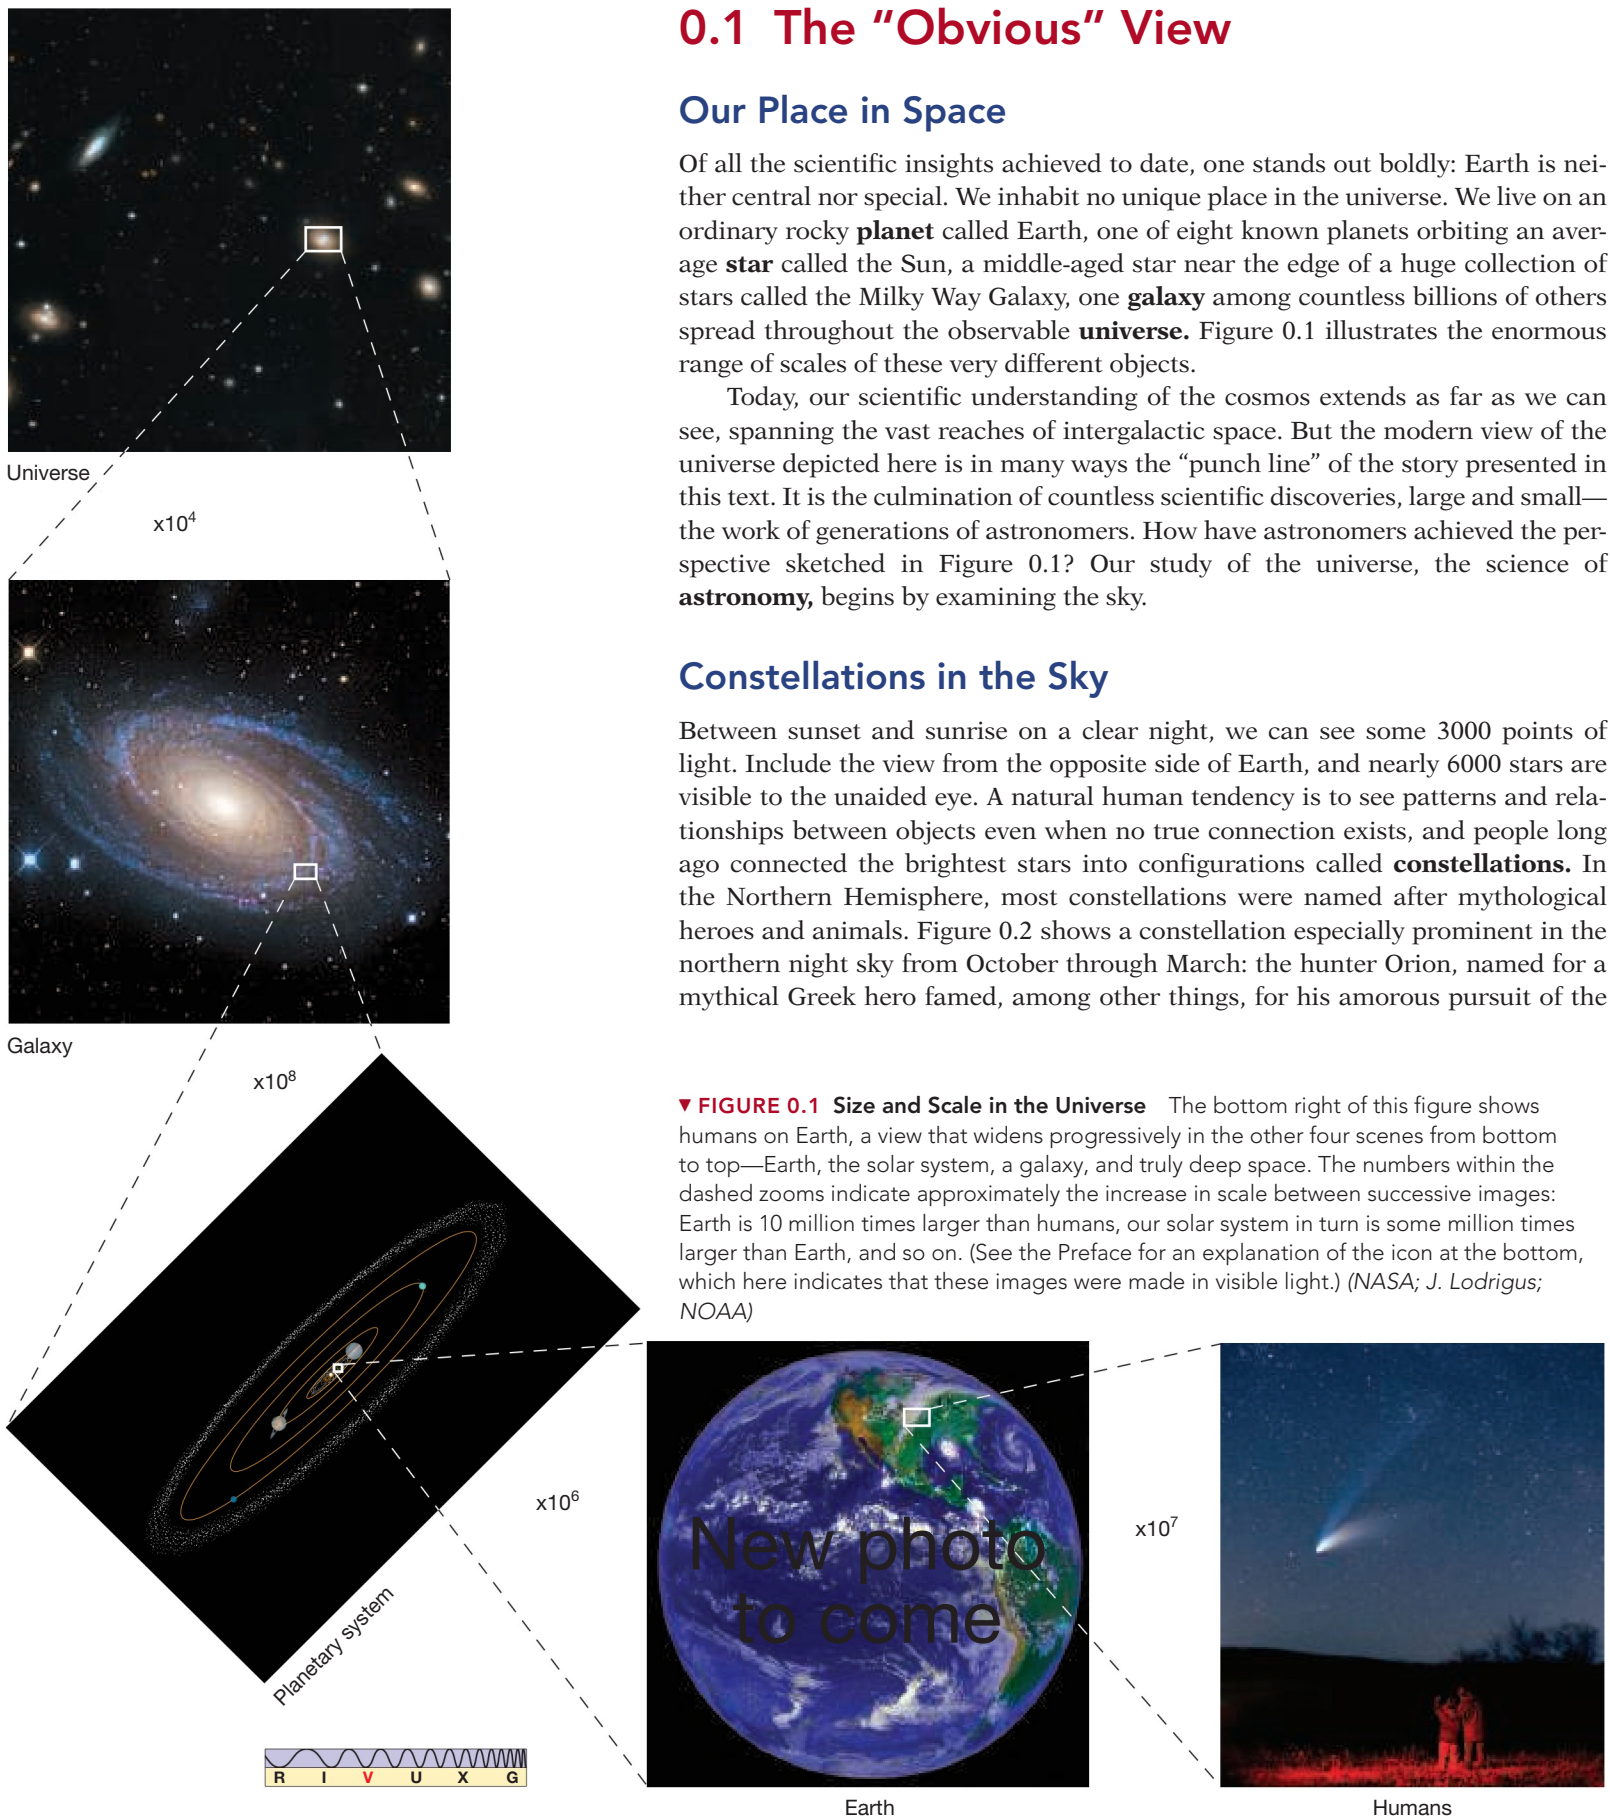 0.1 The “Obvious” View
Our Place in Space
Of all the scientific insights achieved to date, one stands out boldly: Earth is nei-
ther central nor special. We inhabit no unique place in the universe. We live on an
ordinary rocky planet called Earth, one of eight known planets orbiting an aver-
age star called the Sun, a middle-aged star near the edge of a huge collection of
stars called the Milky Way Galaxy, one galaxy among countless billions of others
spread throughout the observable universe. Figure 0.1 illustrates the enormous
range of scales of these very different objects.
Today, our scientific understanding of the cosmos extends as far as we can
see, spanning the vast reaches of intergalactic space. But the modern view of the
universe depicted here is in many ways the “punch line” of the story presented in
this text. It is the culmination of countless scientific discoveries, large and small—
the work of generations of astronomers. How have astronomers achieved the per-
spective sketched in Figure 0.1? Our study of the universe, the science of
astronomy, begins by examining the sky.
Constellations in the Sky
Between sunset and sunrise on a clear night, we can see some 3000 points of
light. Include the view from the opposite side of Earth, and nearly 6000 stars are
visible to the unaided eye. A natural human tendency is to see patterns and rela-
tionships between objects even when no true connection exists, and people long
ago connected the brightest stars into configurations called constellations. In
the Northern Hemisphere, most constellations were named after mythological
heroes and animals. Figure 0.2 shows a constellation especially prominent in the
northern night sky from October through March: the hunter Orion, named for a
mythical Greek hero famed, among other things, for his amorous pursuit of the
▼ FIGURE 0.1 Size and Scale in the Universe The bottom right of this figure shows
humans on Earth, a view that widens progressively in the other four scenes from bottom
to top—Earth, the solar system, a galaxy, and truly deep space. The numbers within the
dashed zooms indicate approximately the increase in scale between successive images:
Earth is 10 million times larger than humans, our solar system in turn is some million times
larger than Earth, and so on. (See the Preface for an explanation of the icon at the bottom,
which here indicates that these images were made in visible light.) (NASA; J. Lodrigus;
NOAA)
Universe
x10⁴
Galaxy
x10⁸
Planetary system
x10⁶
New photo
to come
x10⁷
R I V U X G
Earth
Humans